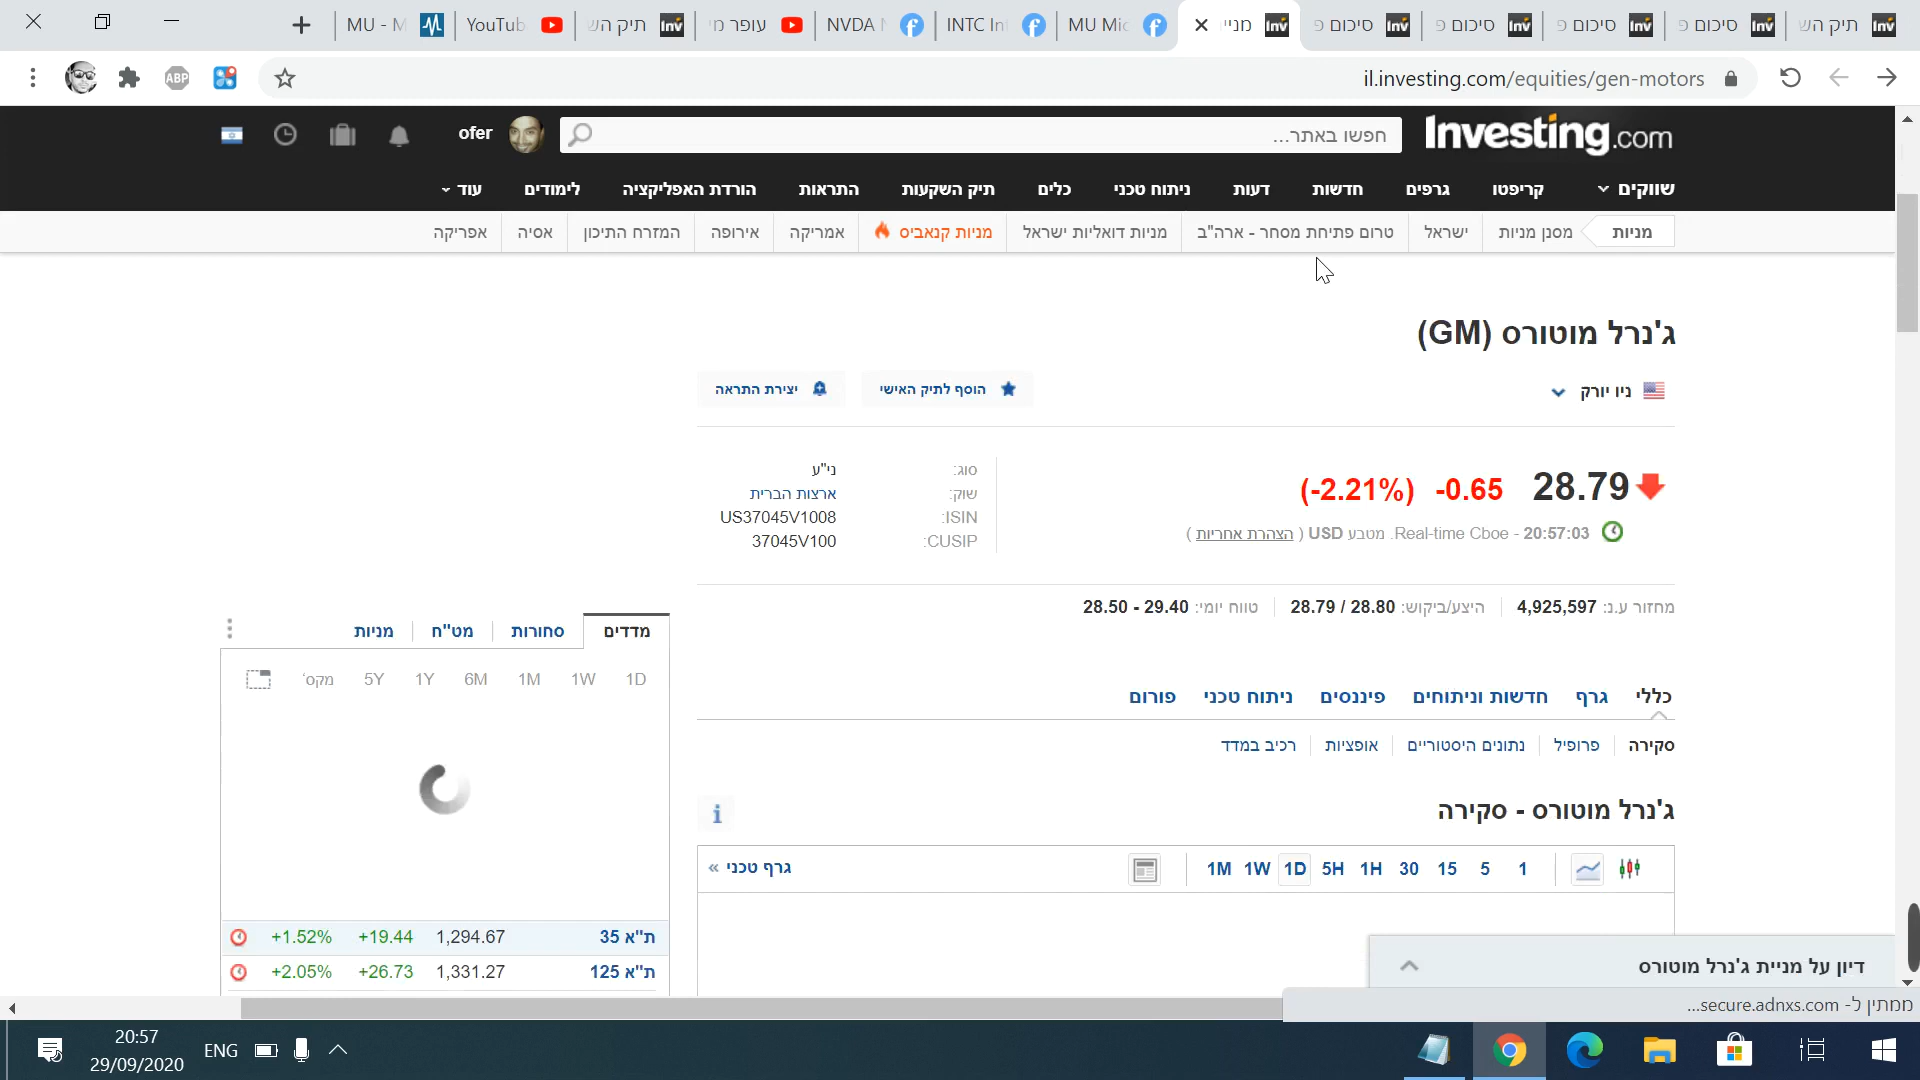 MU - M
YouTub
תיק הש
עופר מי
NVDA
INTC In
MU Mic
מניי
סיכום פ
סיכום פ
סיכום פ
סיכום פ
תיק הש
ABP
il.investing.com/equities/gen-motors
ofer
חפשו באתר...
Investing.com
שווקים
קריפטו
גרפים
חדשות
דעות
ניתוח טכני
כלים
תיק השקעות
התראות
הורדת האפליקציה
לימודים
עוד
מניות
מסנן מניות
ישראל
טרום פתיחת מסחר - ארה"ב
מניות דואליות ישראל
מניות קנאביס
אמריקה
אירופה
המזרח התיכון
אסיה
אפריקה
ג'נרל מוטורס (GM)
ניו יורק
הוסף לתיק האישי
יצירת התראה
28.79 -0.65 (-2.21%)
20:57:03 - Real-time Cboe. מטבע USD ( הצהרת אחריות )
סוג: ני"ע
שוק: ארצות הברית
ISIN: US37045V1008
CUSIP: 37045V100
מחזור ע.נ: 4,925,597
היצע/ביקוש: 28.79 / 28.80
טווח יומי: 28.50 - 29.40
כללי
גרף
חדשות וניתוחים
פיננסים
ניתוח טכני
פורום
סקירה
פרופיל
נתונים היסטוריים
אופציות
רכיב במדד
ג'נרל מוטורס - סקירה
1 5 15 30 1H 5H 1D 1W 1M
גרף טכני »
מדדים
סחורות
מט"ח
מניות
1D 1W 1M 6M 1Y 5Y מקס'
ת"א 35 1,294.67 +19.44 +1.52%
ת"א 125 1,331.27 +26.73 +2.05%
דיון על מניית ג'נרל מוטורס
ממתין ל- secure.adnxs.com...
20:57
29/09/2020
ENG